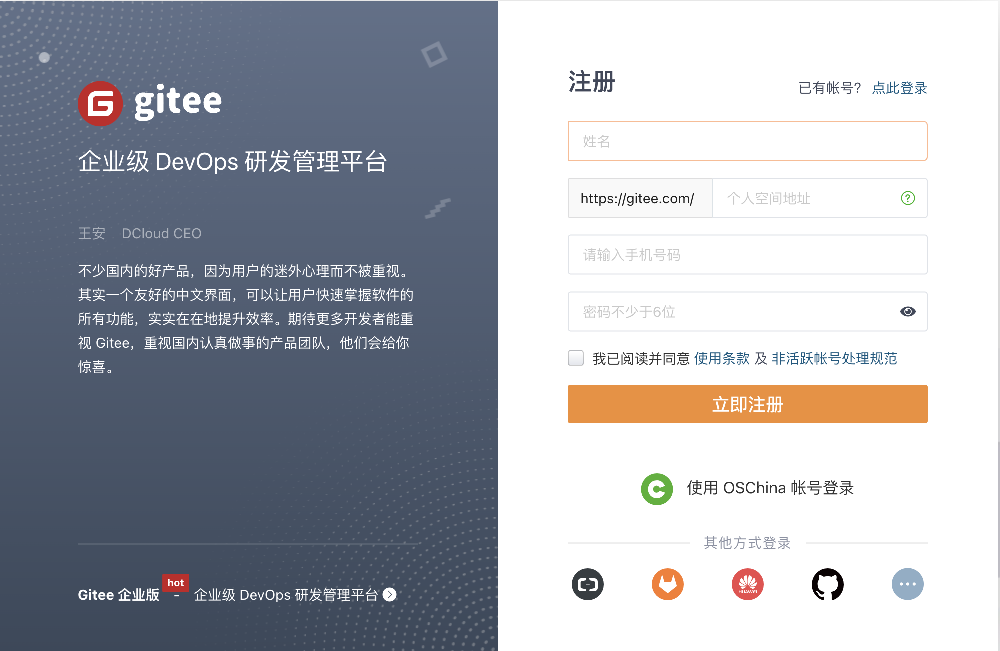 gitee
企业级 DevOps 研发管理平台
王安 DCloud CEO
不少国内的好产品，因为用户的迷外心理而不被重视。
其实一个友好的中文界面，可以让用户快速掌握软件的
所有功能，实实在在地提升效率。期待更多开发者能重
视 Gitee，重视国内认真做事的产品团队，他们会给你
惊喜。
hot
Gitee 企业版 - 企业级 DevOps 研发管理平台
注册
已有帐号? 点此登录
姓名
https://gitee.com/ 个人空间地址
请输入手机号码
密码不少于6位
我已阅读并同意 使用条款 及 非活跃帐号处理规范
立即注册
使用 OSChina 帐号登录
其他方式登录
HUAWEI